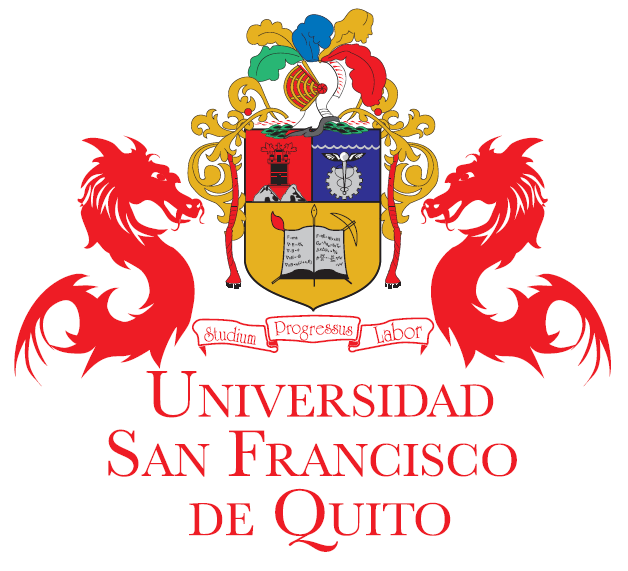 Studium Progressus Labor
UNIVERSIDAD
SAN FRANCISCO
DE QUITO